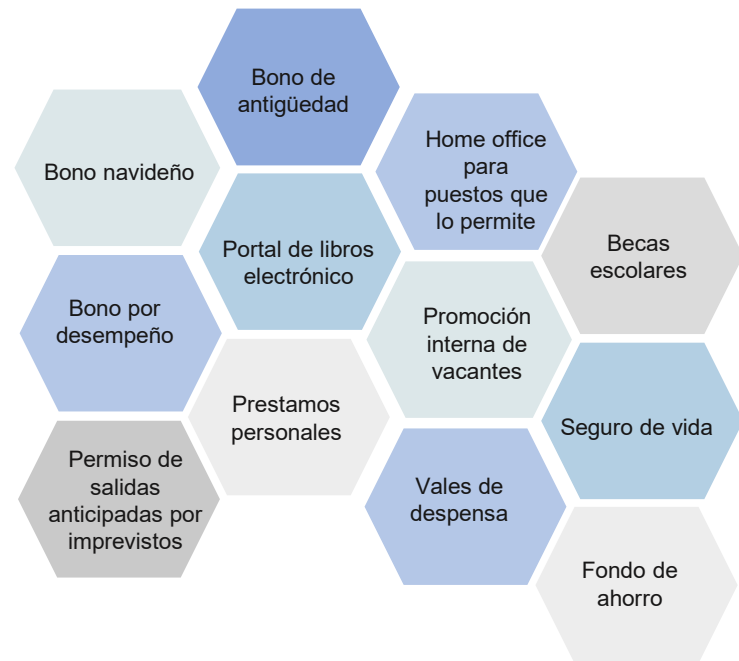 Bono de
antigüedad
Bono navideño
Home office
para
puestos que
lo permite
Portal de libros
electrónico
Becas
escolares
Bono por
desempeño
Promoción
interna de
vacantes
Prestamos
personales
Seguro de vida
Permiso de
salidas
anticipadas por
imprevistos
Vales de
despensa
Fondo de
ahorro